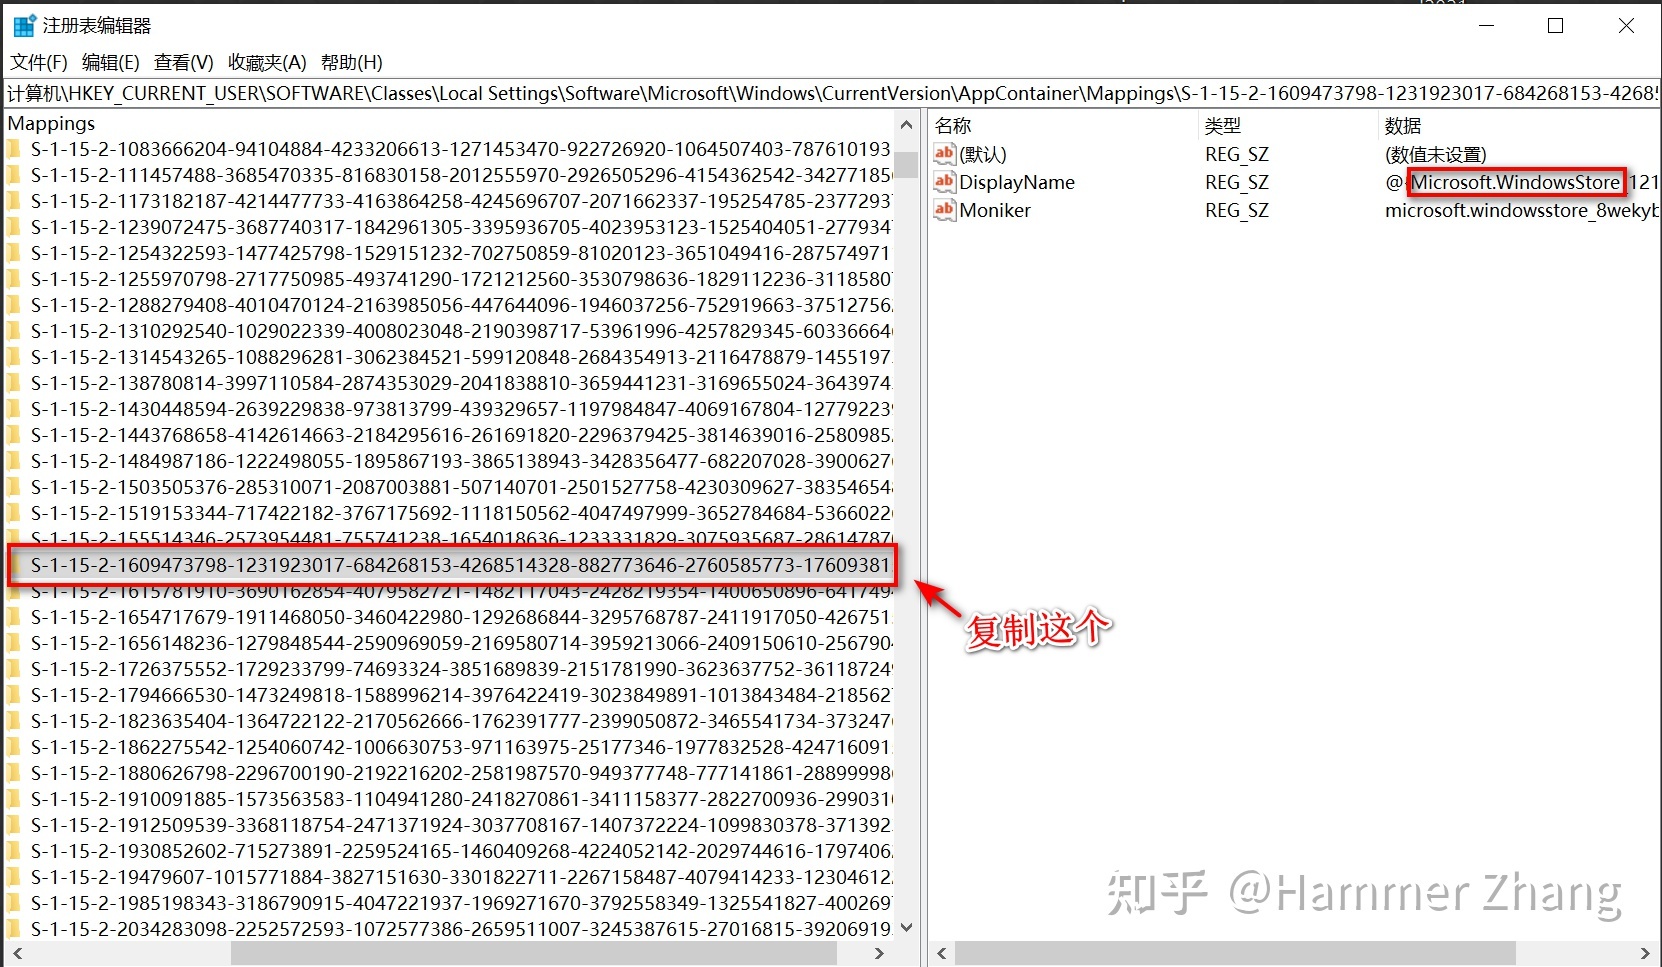 注册表编辑器
文件(F) 编辑(E) 查看(V) 收藏夹(A) 帮助(H)
计算机\HKEY_CURRENT_USER\SOFTWARE\Classes\Local Settings\Software\Microsoft\Windows\CurrentVersion\AppContainer\Mappings\S-1-15-2-1609473798-1231923017-684268153-4268
Mappings
S-1-15-2-1083666204-94104884-4233206613-1271453470-922726920-1064507403-787610193
S-1-15-2-111457488-3685470335-816830158-2012555970-2926505296-4154362542-34277185
S-1-15-2-1173182187-4214477733-4163864258-4245696707-2071662337-195254785-2377293
S-1-15-2-1239072475-3687740317-1842961305-3395936705-4023953123-1525404051-277934
S-1-15-2-1254322593-1477425798-1529151232-702750859-81020123-3651049416-287574971
S-1-15-2-1255970798-2717750985-493741290-1721212560-3530798636-1829112236-3118580
S-1-15-2-1288279408-4010470124-2163985056-447644096-1946037256-752919663-37512756
S-1-15-2-1310292540-1029022339-4008023048-2190398717-53961996-4257829345-60336664
S-1-15-2-1314543265-1088296281-3062384521-599120848-2684354913-2116478879-1455197
S-1-15-2-138780814-3997110584-2874353029-2041838810-3659441231-3169655024-3643974
S-1-15-2-1430448594-2639229838-973813799-439329657-1197984847-4069167804-12779223
S-1-15-2-1443768658-4142614663-2184295616-261691820-2296379425-3814639016-2580985
S-1-15-2-1484987186-1222498055-1895867193-3865138943-3428356477-682207028-3900627
S-1-15-2-1503505376-285310071-2087003881-507140701-2501527758-4230309627-38354654
S-1-15-2-1519153344-717422182-3767175692-1118150562-4047497999-3652784684-5366022
S-1-15-2-155514346-2573954481-755741238-1654018636-1233331829-3075935687-2861478
S-1-15-2-1609473798-1231923017-684268153-4268514328-882773646-2760585773-17609381
S-1-15-2-1615781910-3690162854-4079582721-1482117043-2428219354-1400650896-641749
S-1-15-2-1654717679-1911468050-3460422980-1292686844-3295768787-2411917050-426751
S-1-15-2-1656148236-1279848544-2590969059-2169580714-3959213066-2409150610-256790
S-1-15-2-1726375552-1729233799-74693324-3851689839-2151781990-3623637752-36118724
S-1-15-2-1794666530-1473249818-1588996214-3976422419-3023849891-1013843484-218562
S-1-15-2-1823635404-1364722122-2170562666-1762391777-2399050872-3465541734-373247
S-1-15-2-1862275542-1254060742-1006630753-971163975-25177346-1977832528-424716091
S-1-15-2-1880626798-2296700190-2192216202-2581987570-949377748-777141861-28899998
S-1-15-2-1910091885-1573563583-1104941280-2418270861-3411158377-2822700936-299031
S-1-15-2-1912509539-3368118754-2471371924-3037708167-1407372224-1099830378-371392
S-1-15-2-1930852602-715273891-2259524165-1460409268-4224052142-2029744616-1797406
S-1-15-2-19479607-1015771884-3827151630-3301822711-2267158487-4079414233-12304612
S-1-15-2-1985198343-3186790915-4047221937-1969271670-3792558349-1325541827-400269
S-1-15-2-2034283098-2252572593-1072577386-2659511007-3245387615-27016815-39206919
名称 类型 数据
ab (默认) REG_SZ (数值未设置)
ab DisplayName REG_SZ @ Microsoft.WindowsStore_121
ab Moniker REG_SZ microsoft.windowsstore_8wekyb
复制这个
知乎 @Hammer Zhang